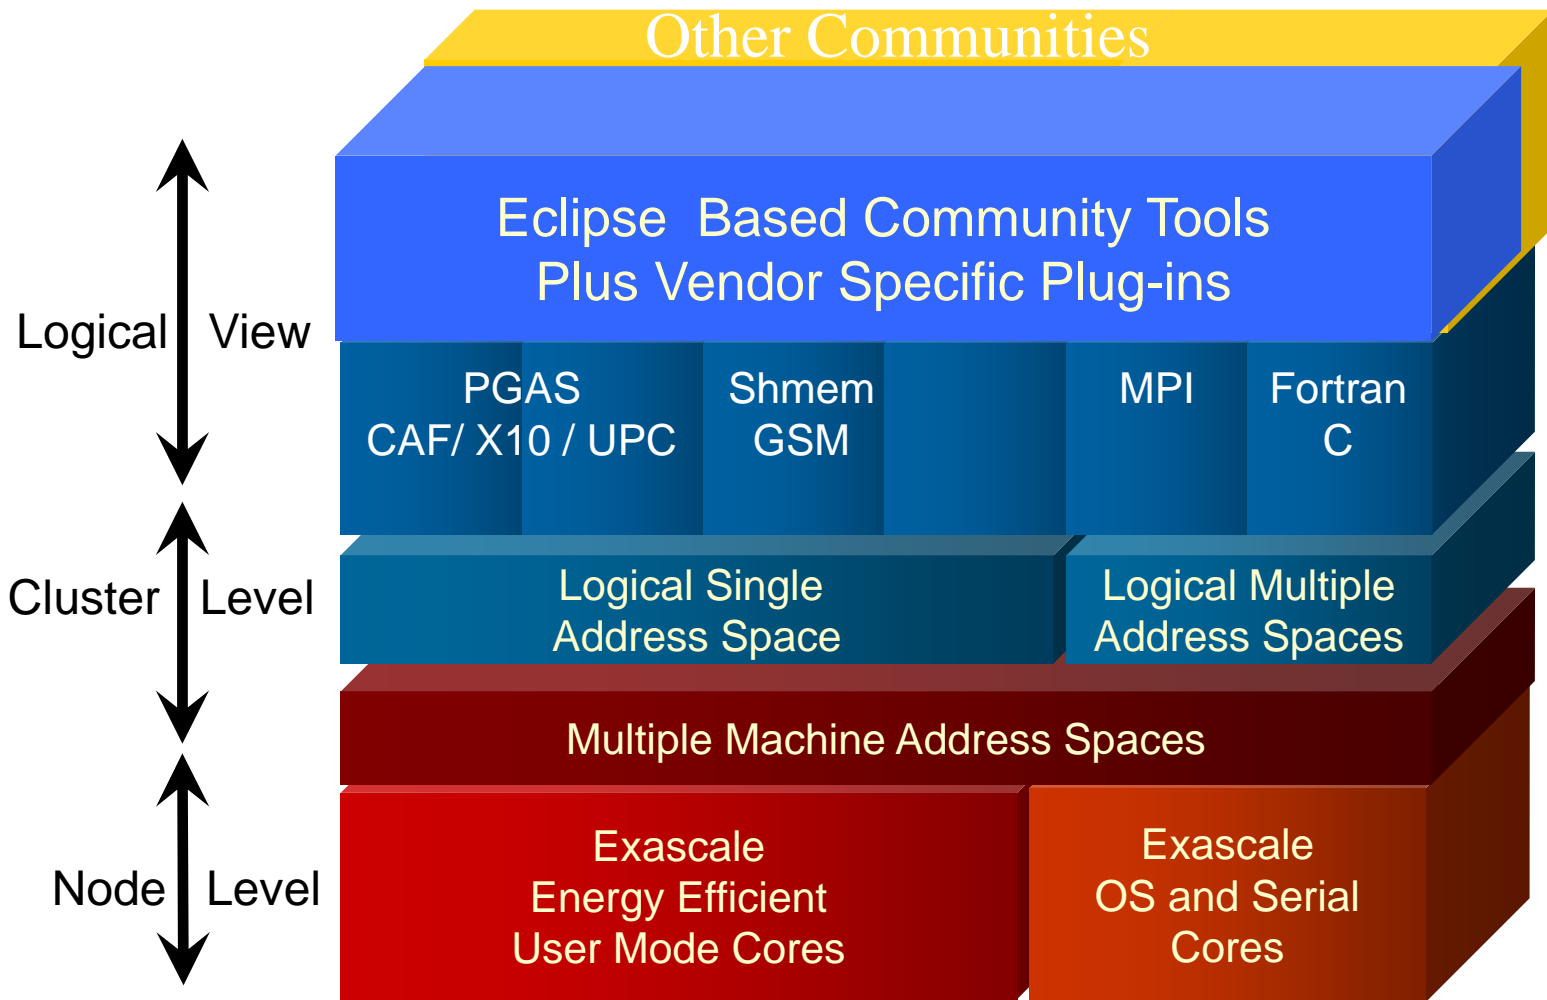 Other Communities
Eclipse Based Community Tools
Plus Vendor Specific Plug-ins
Logical View
PGAS
CAF/ X10 / UPC
Shmem
GSM
MPI
Fortran
C
Cluster Level
Logical Single
Address Space
Logical Multiple
Address Spaces
Multiple Machine Address Spaces
Node Level
Exascale
Energy Efficient
User Mode Cores
Exascale
OS and Serial
Cores